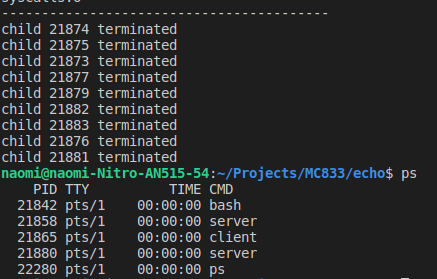 syscalls.o
-----------------------------------------
child 21874 terminated
child 21875 terminated
child 21873 terminated
child 21877 terminated
child 21879 terminated
child 21882 terminated
child 21883 terminated
child 21876 terminated
child 21881 terminated
naomi@naomi-Nitro-AN515-54:~/Projects/MC833/echo$ ps
PID TTY TIME CMD
21842 pts/1 00:00:00 bash
21858 pts/1 00:00:00 server
21865 pts/1 00:00:00 client
21880 pts/1 00:00:00 server
22280 pts/1 00:00:00 ps